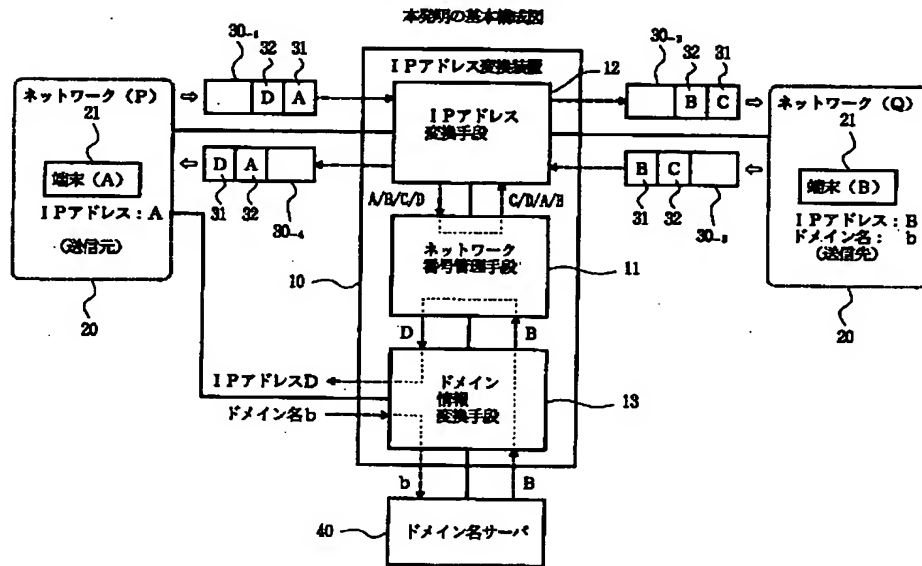 本発明の基本構成図
30-1
32
31
D
A
ネットワーク (P)
21
端末 (A)
IPアドレス : A
(送信元)
20
D
A
31
32
30-4
IPアドレス変換装置
12
IPアドレス
変換手段
A/B/C/D
C/D/A/B
10
ネットワーク
番号管理手段
11
D
B
IPアドレスD
ドメイン名b
ドメイン
情報
変換手段
13
b
B
40
ドメイン名サーバ
32
31
B
C
B
C
31
32
ネットワーク (Q)
21
端末 (B)
IPアドレス : B
ドメイン名 : b
(送信先)
20